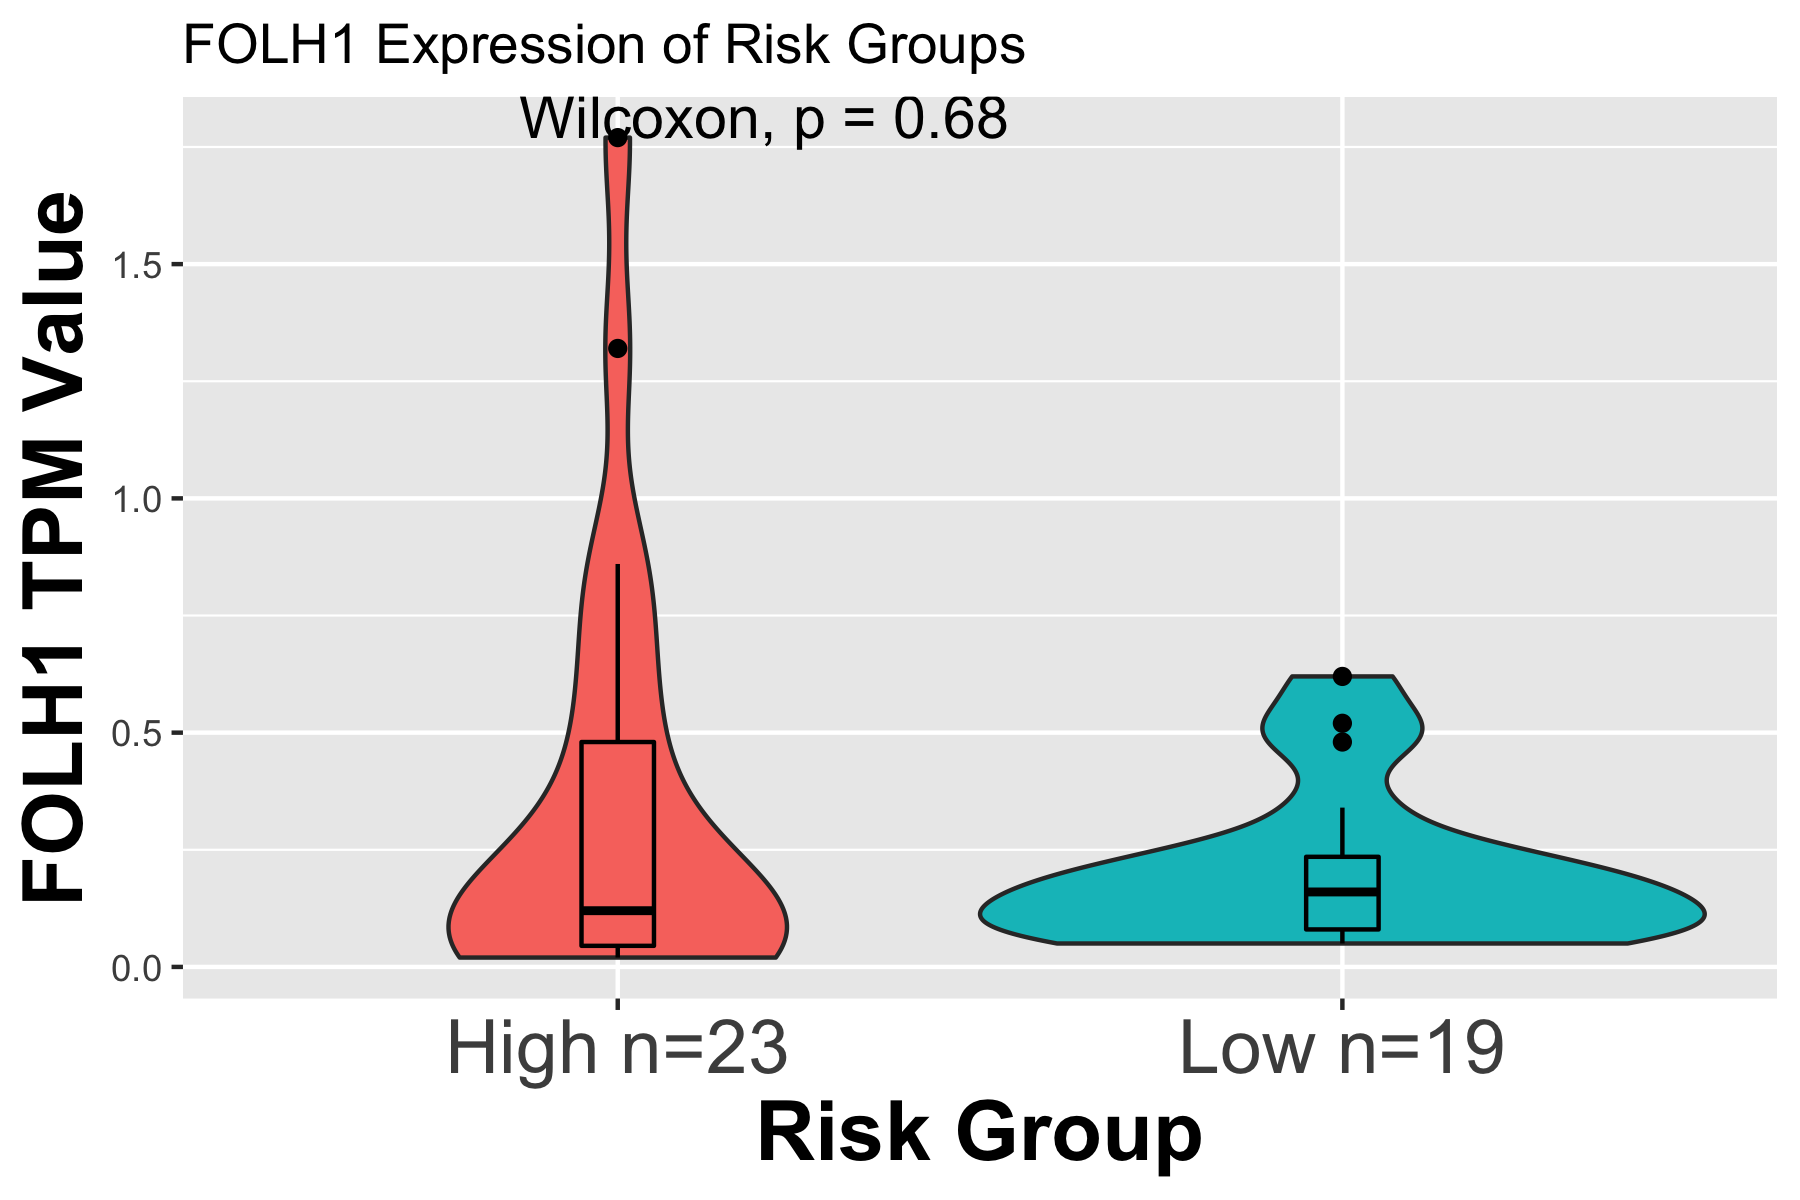 FOLH1 Expression of Risk Groups
Wilcoxon, p = 0.68
FOLH1 TPM Value
1.5
1.0
0.5
0.0
High n=23
Low n=19
Risk Group